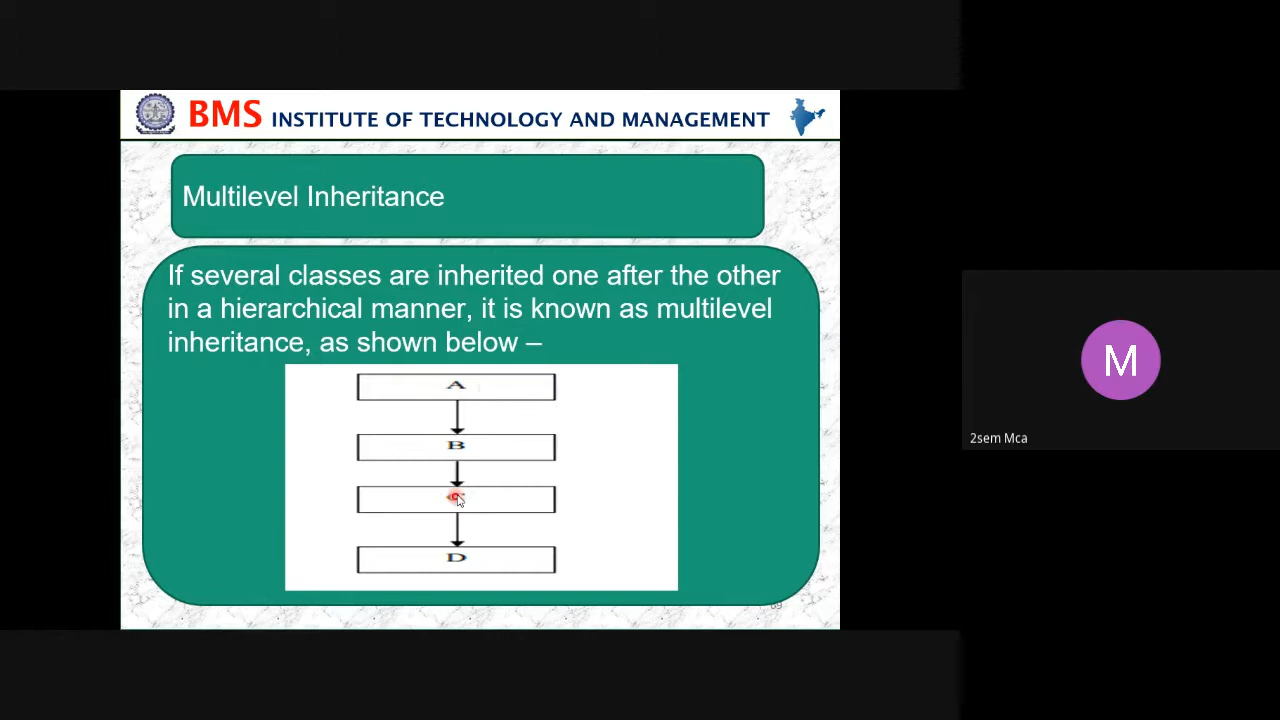 BMS INSTITUTE OF TECHNOLOGY AND MANAGEMENT
Multilevel Inheritance
If several classes are inherited one after the other
in a hierarchical manner, it is known as multilevel
inheritance, as shown below –
A
B
D
M
2sem Mca